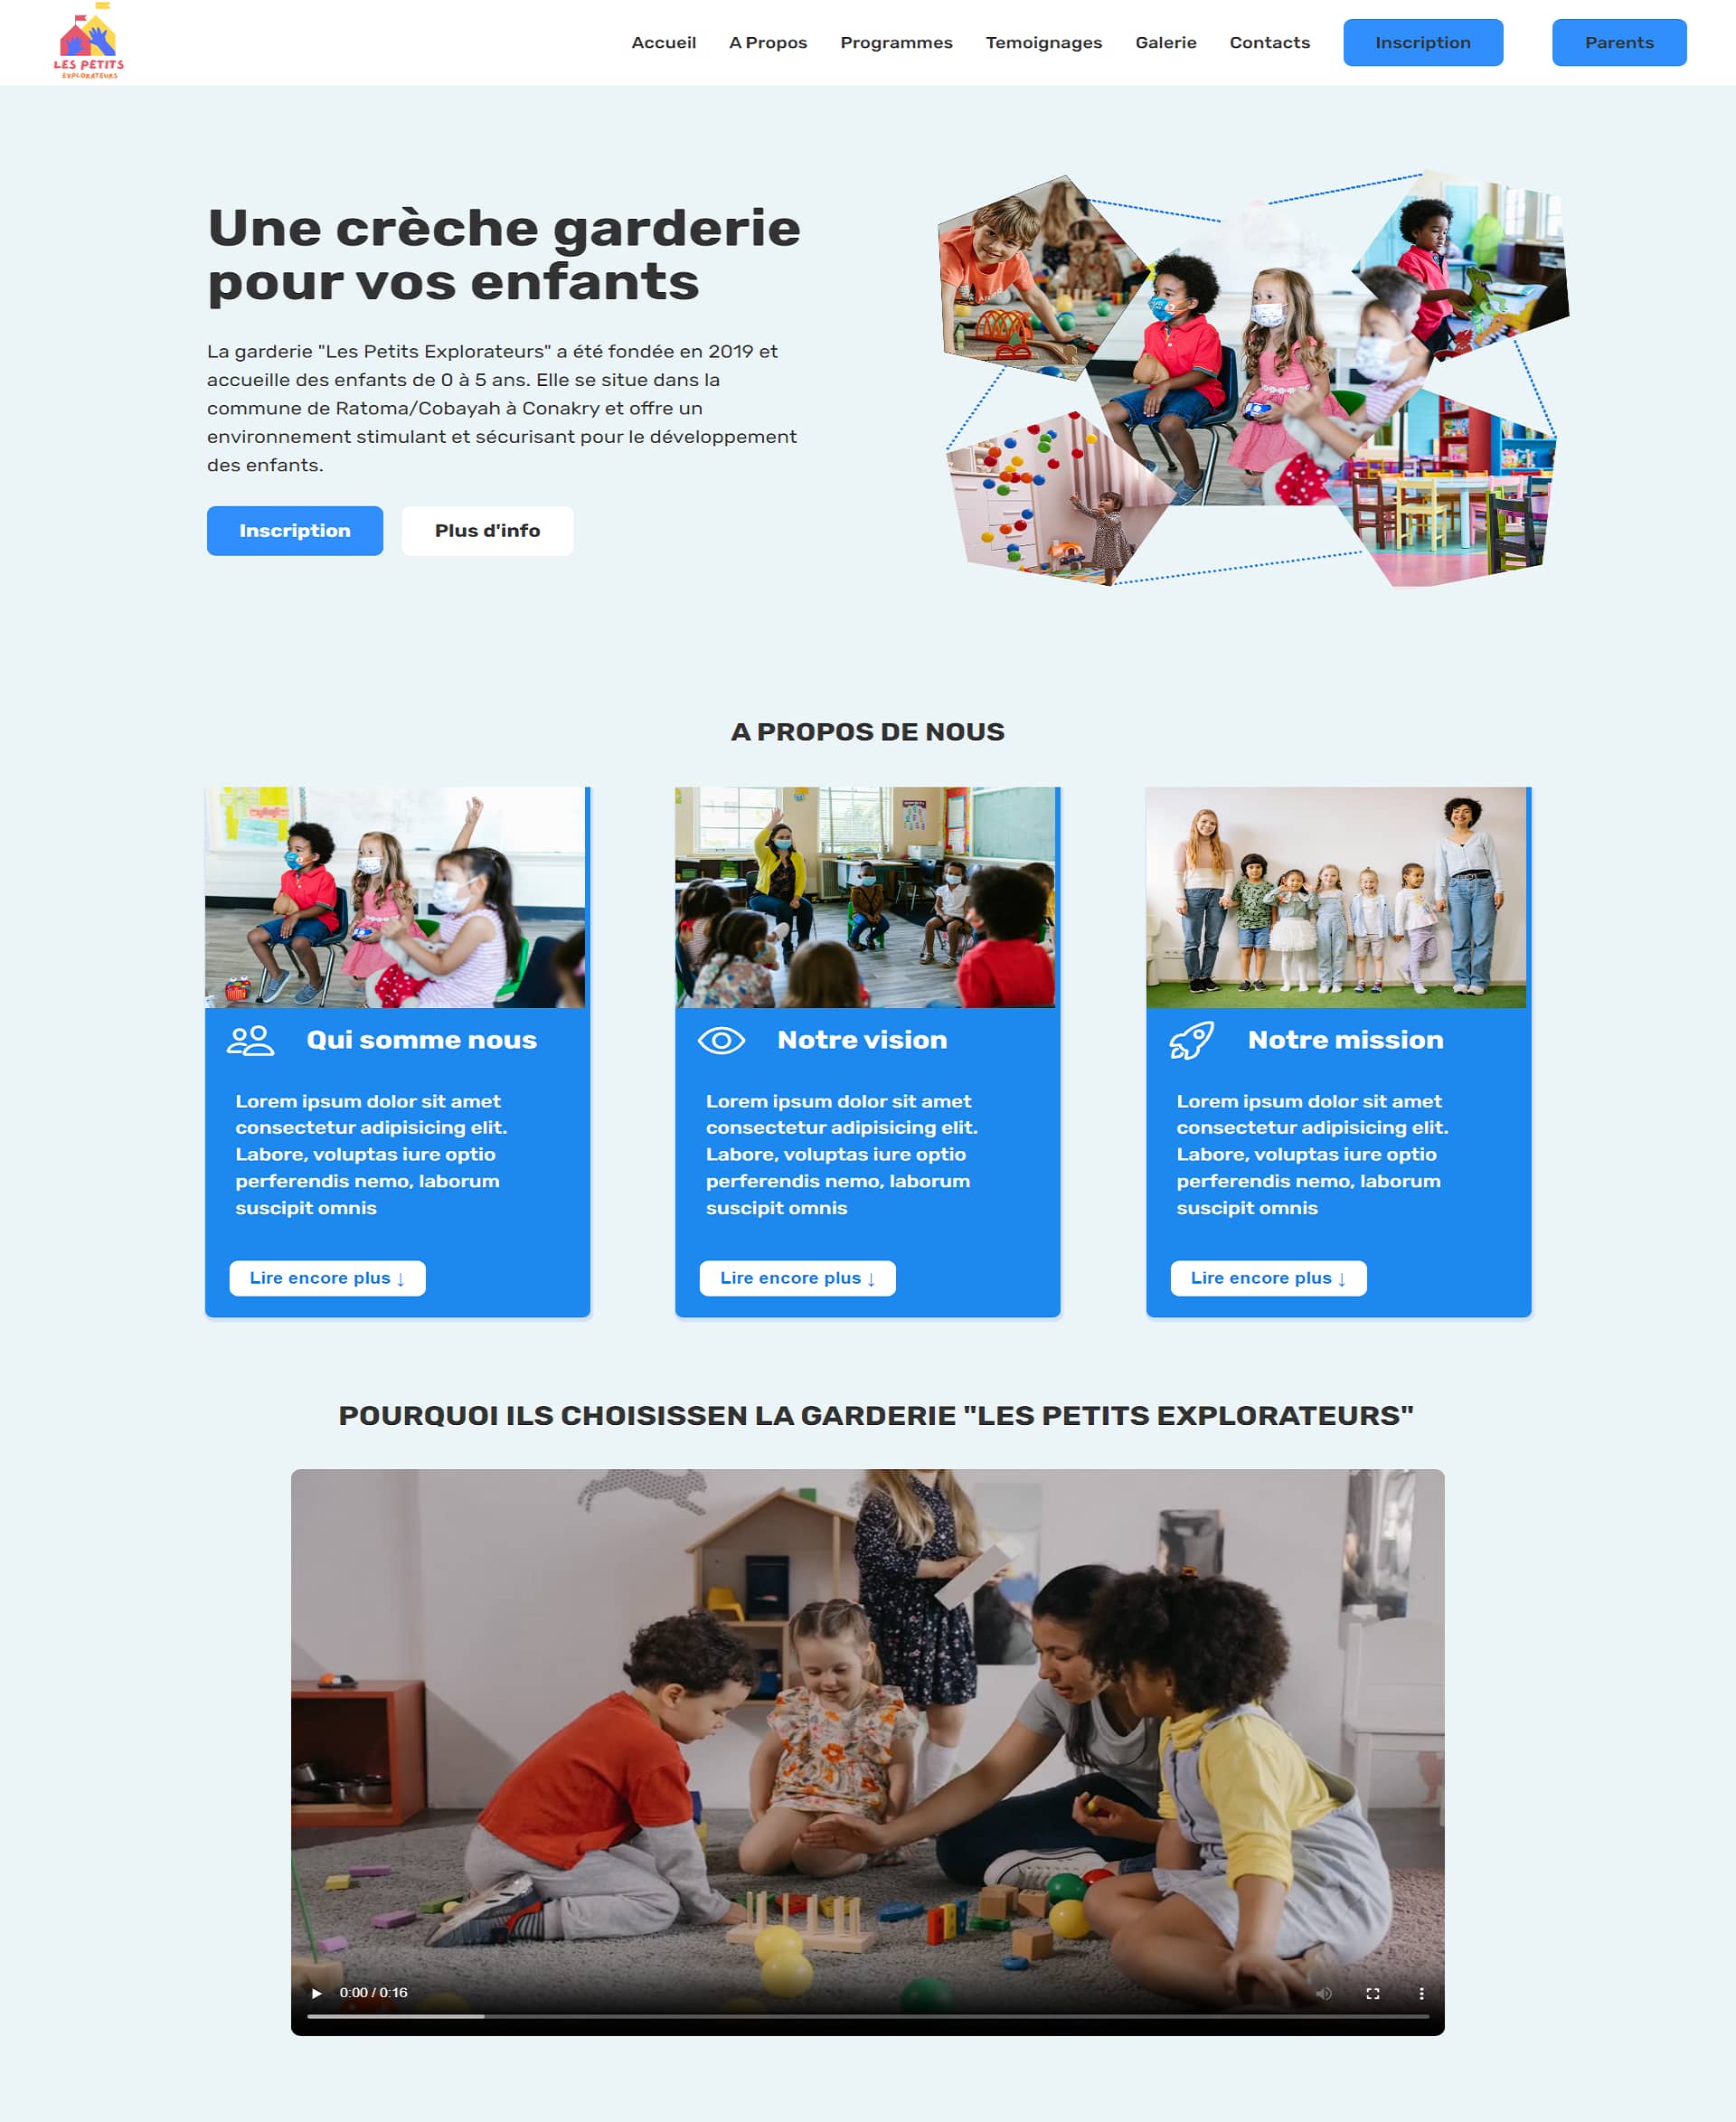 LES PETITS
EXPLORATEURS
Accueil
A Propos
Programmes
Temoignages
Galerie
Contacts
Inscription
Parents
Une crèche garderie
pour vos enfants
La garderie "Les Petits Explorateurs" a été fondée en 2019 et
accueille des enfants de 0 à 5 ans. Elle se situe dans la
commune de Ratoma/Cobayah à Conakry et offre un
environnement stimulant et sécurisant pour le développement
des enfants.
Inscription
Plus d'info
A PROPOS DE NOUS
Qui somme nous
Lorem ipsum dolor sit amet
consectetur adipisicing elit.
Labore, voluptas iure optio
perferendis nemo, laborum
suscipit omnis
Lire encore plus ↓
Notre vision
Lorem ipsum dolor sit amet
consectetur adipisicing elit.
Labore, voluptas iure optio
perferendis nemo, laborum
suscipit omnis
Lire encore plus ↓
Notre mission
Lorem ipsum dolor sit amet
consectetur adipisicing elit.
Labore, voluptas iure optio
perferendis nemo, laborum
suscipit omnis
Lire encore plus ↓
POURQUOI ILS CHOISISSEN LA GARDERIE "LES PETITS EXPLORATEURS"
0:00 / 0:16